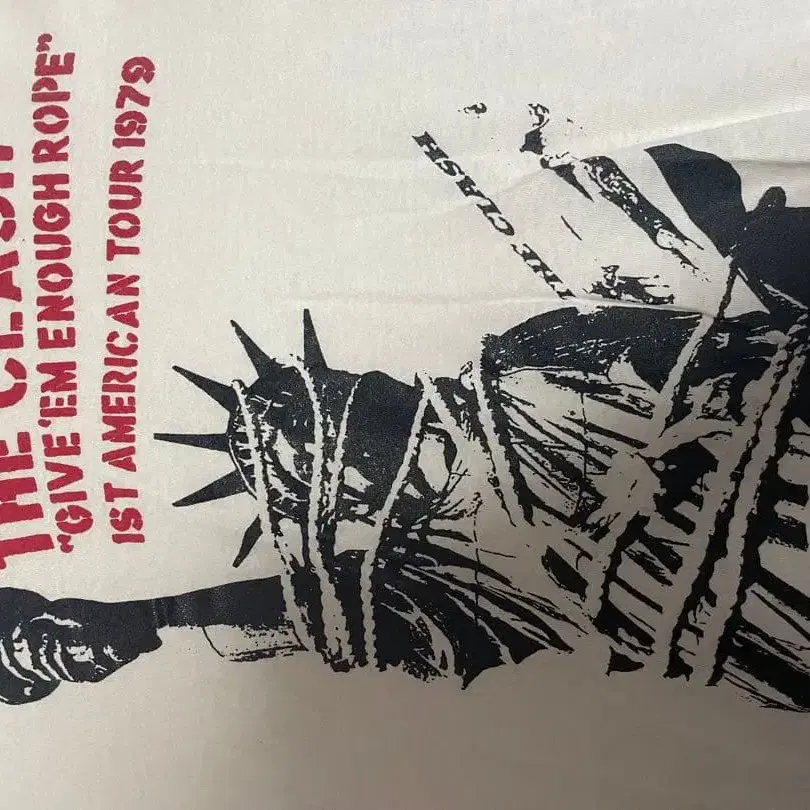 THE CLASH
"GIVE 'EM ENOUGH ROPE"
1ST AMERICAN TOUR 1979
THE CLASH